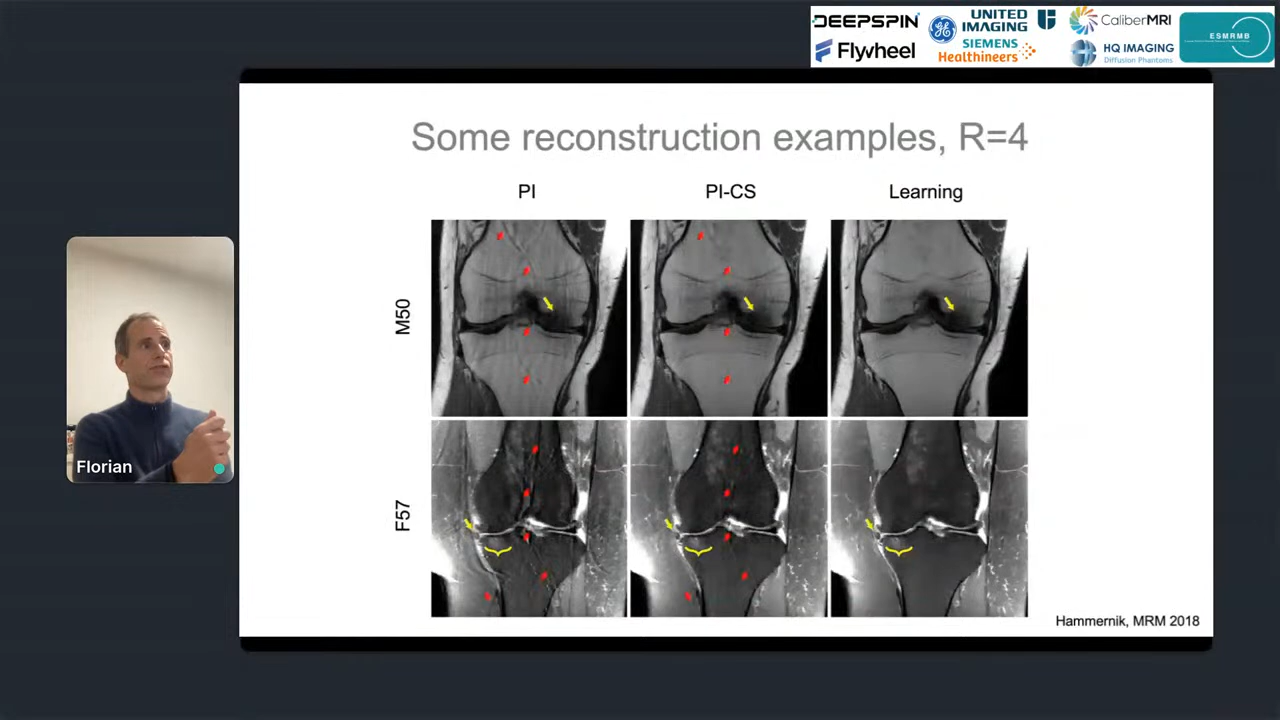 DEEPSPIN
UNITED
IMAGING
CaliberMRI
ESMRMB
Flywheel
SIEMENS
Healthineers
HQ IMAGING
Diffusion Phantoms
Some reconstruction examples, R=4
PI PI-CS Learning
M50
F57
Florian
Hammernik, MRM 2018